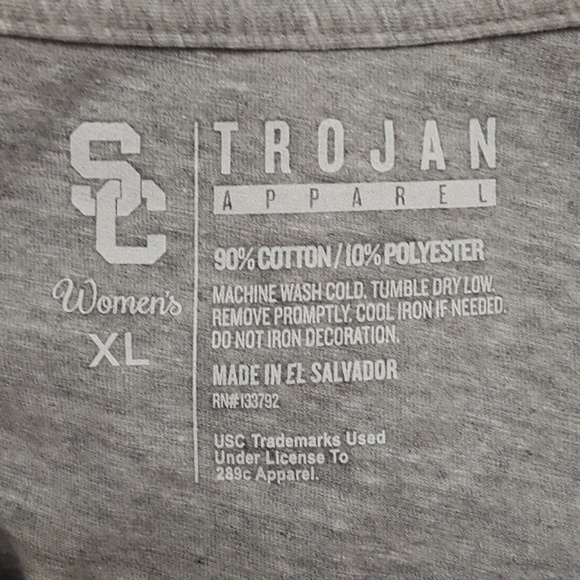 SC
Women's
XL
TROJAN
APPAREL
90% COTTON/10% POLYESTER
MACHINE WASH COLD. TUMBLE DRY LOW.
REMOVE PROMPTLY. COOL IRON IF NEEDED.
DO NOT IRON DECORATION.
MADE IN EL SALVADOR
RN#133792
USC Trademarks Used
Under License To
289c Apparel.